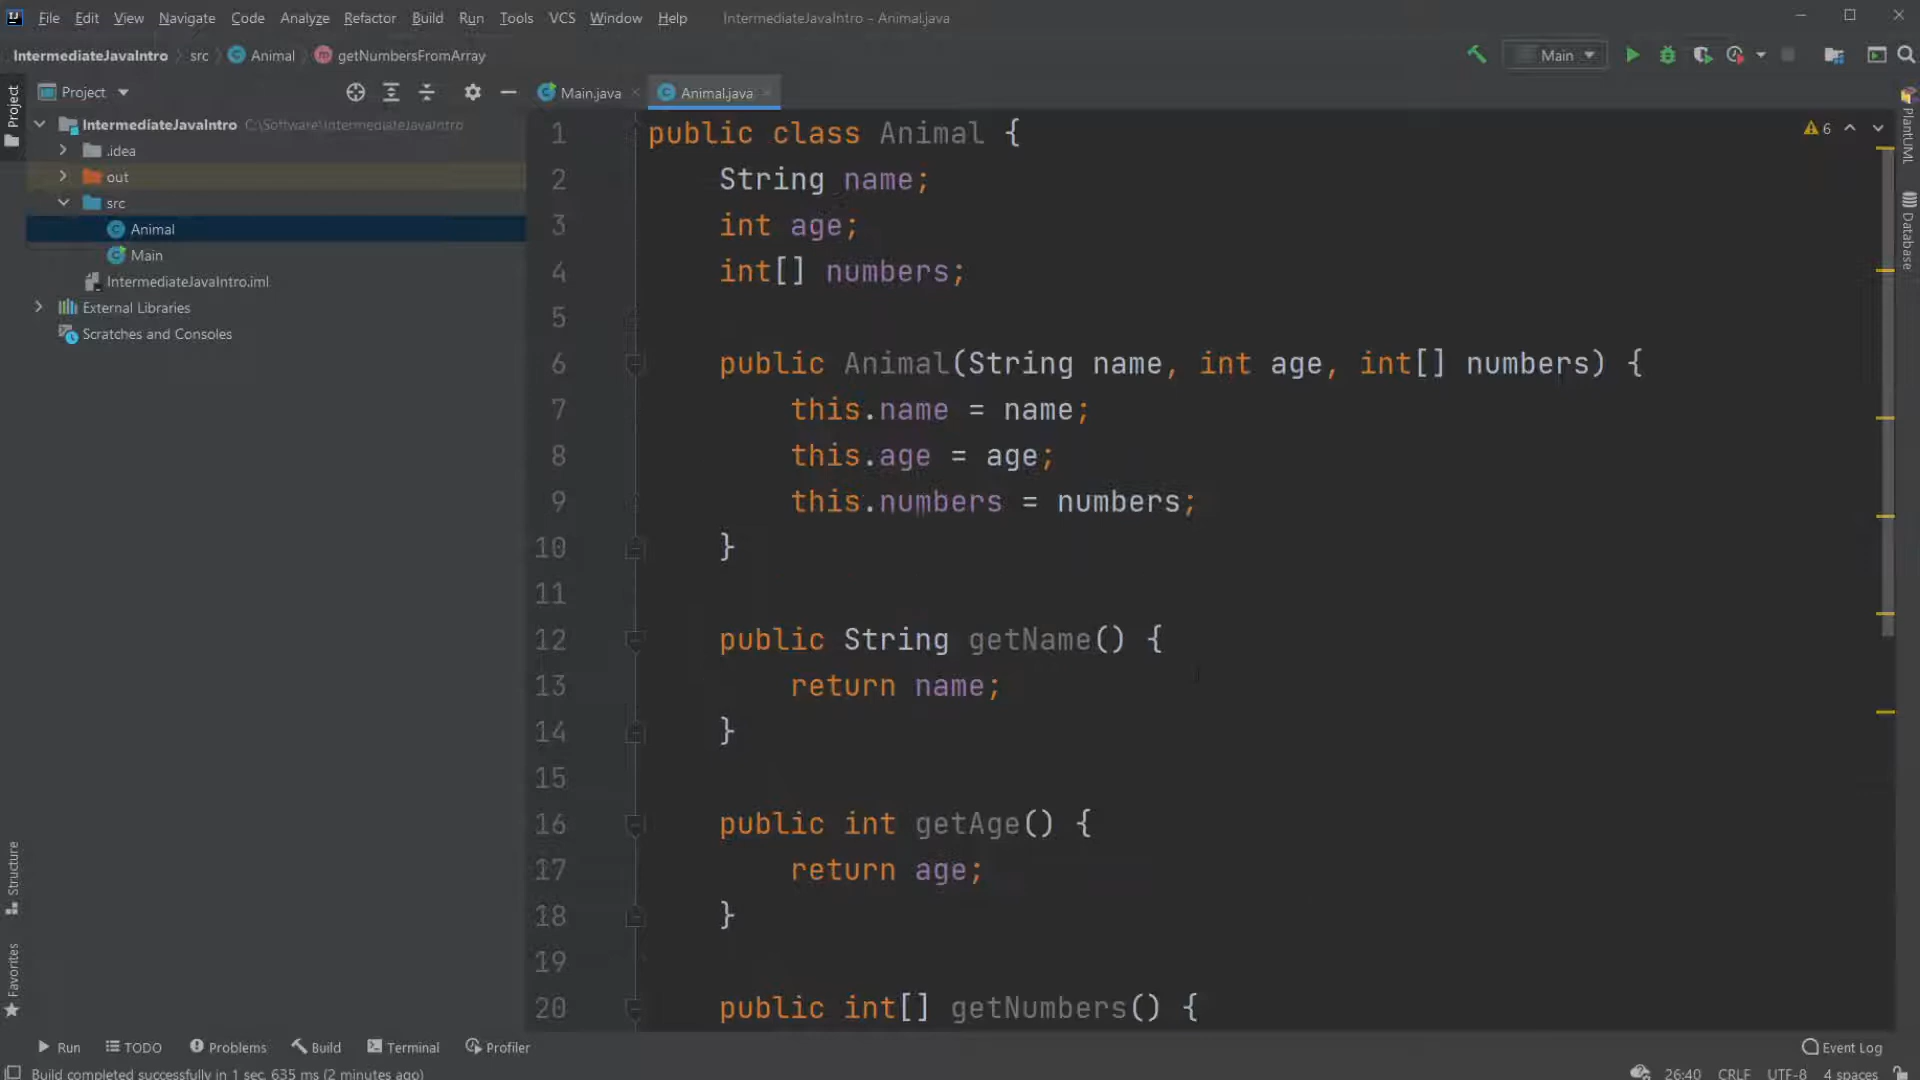 File Edit View Navigate Code Analyze Refactor Build Run Tools VCS Window Help IntermediateJavaIntro - Animal.java
IntermediateJavaIntro src Animal getNumbersFromArray Main
Project Main.java Animal.java
Project
IntermediateJavaIntro C:\Software\IntermediateJavaIntro
.idea
out
src
Animal
Main
IntermediateJavaIntro.iml
External Libraries
Scratches and Consoles
1 public class Animal {
2 String name;
3 int age;
4 int[] numbers;
5
6 public Animal(String name, int age, int[] numbers) {
7 this.name = name;
8 this.age = age;
9 this.numbers = numbers;
10 }
11
12 public String getName() {
13 return name;
14 }
15
16 public int getAge() {
17 return age;
18 }
19
20 public int[] getNumbers() {
6
PlantUML
Database
Structure
Favorites
Run TODO Problems Build Terminal Profiler Event Log
Build completed successfully in 1 sec, 635 ms (2 minutes ago) 26:40 CRLF UTF-8 4 spaces